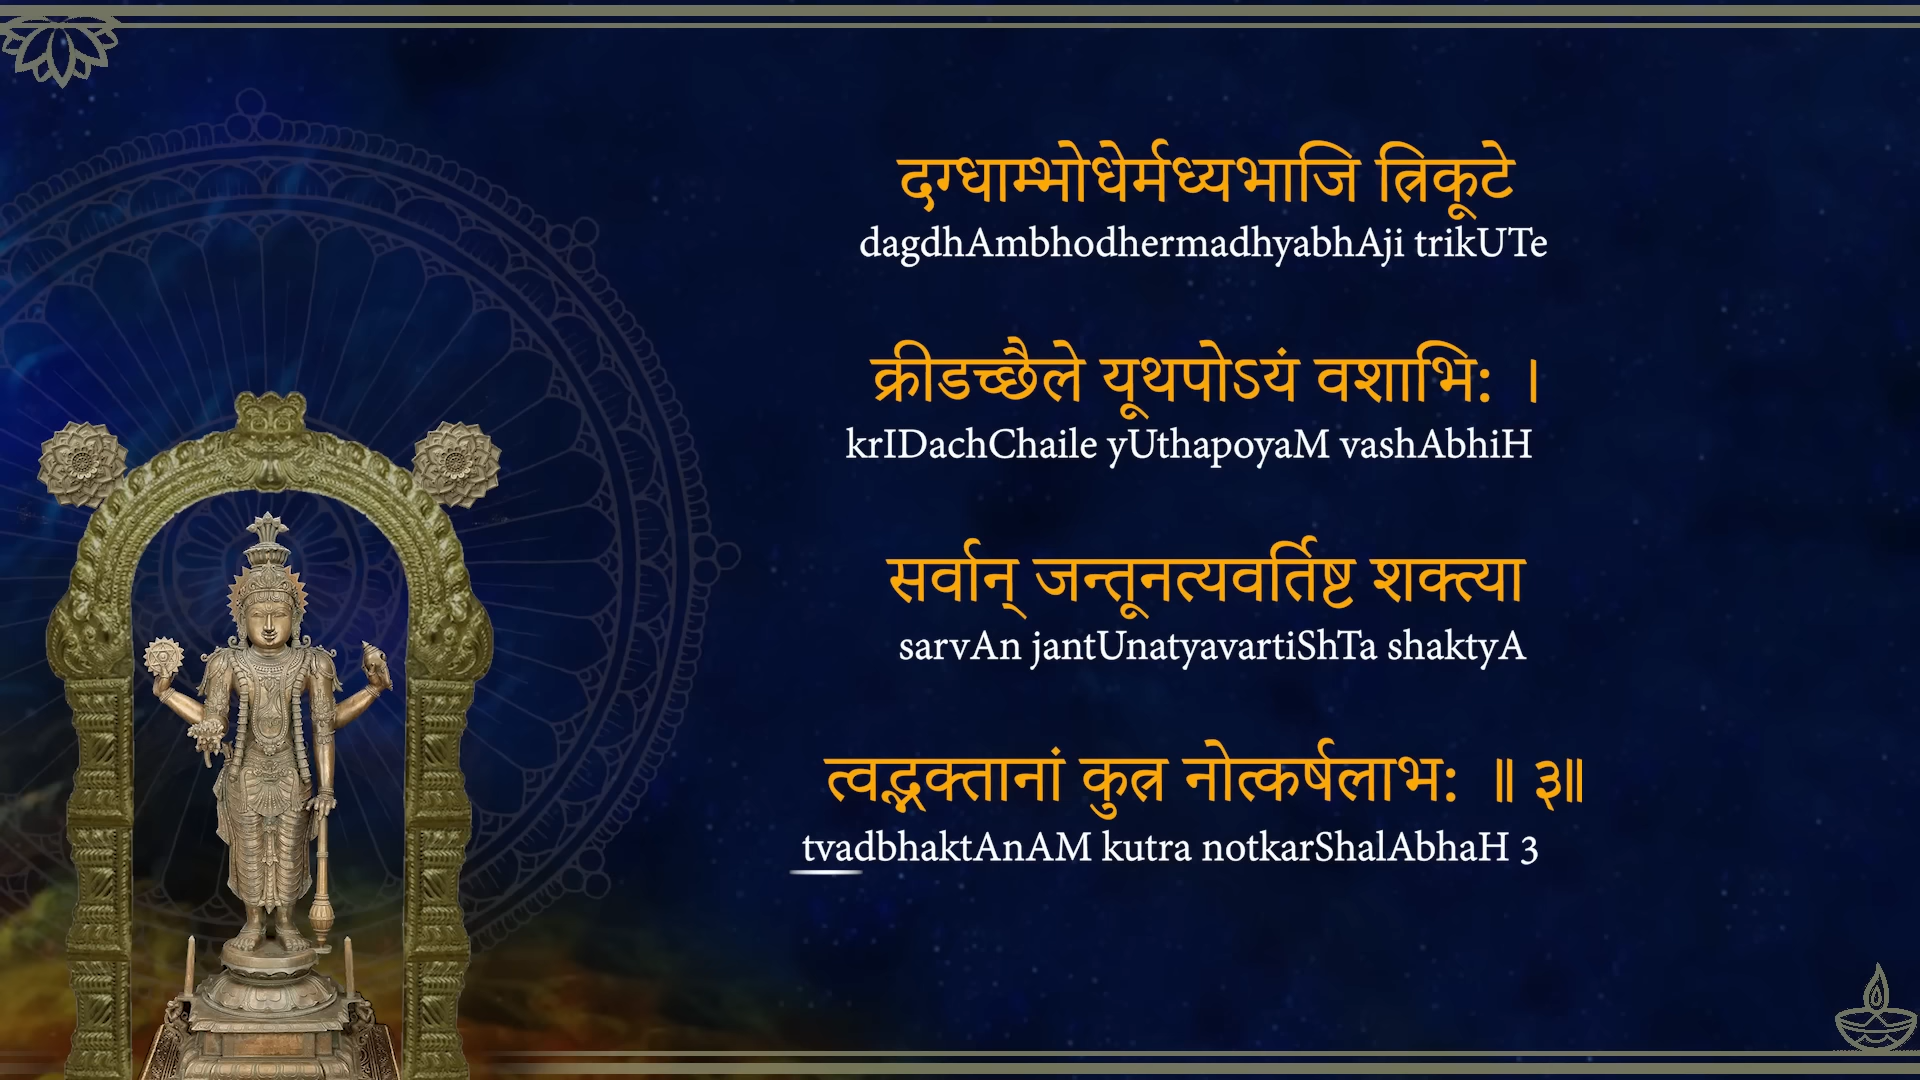 दग्धाम्भोधेर्मध्यभाजि त्रिकूटे
dagdhAmbhodhermadhyabhAji trikUTe
क्रीडच्छैले यूथपोऽयं वशाभि: ।
krIDachChaile yUthapoyaM vashAbhiH
सर्वान् जन्तूनत्यवर्तिष्ट शक्त्या
sarvAn jantUnatyavartiShTa shaktyA
त्वद्भक्तानां कुत्र नोत्कर्षलाभ: ॥ ३॥
tvadbhaktAnAM kutra notkarShalAbhaH 3